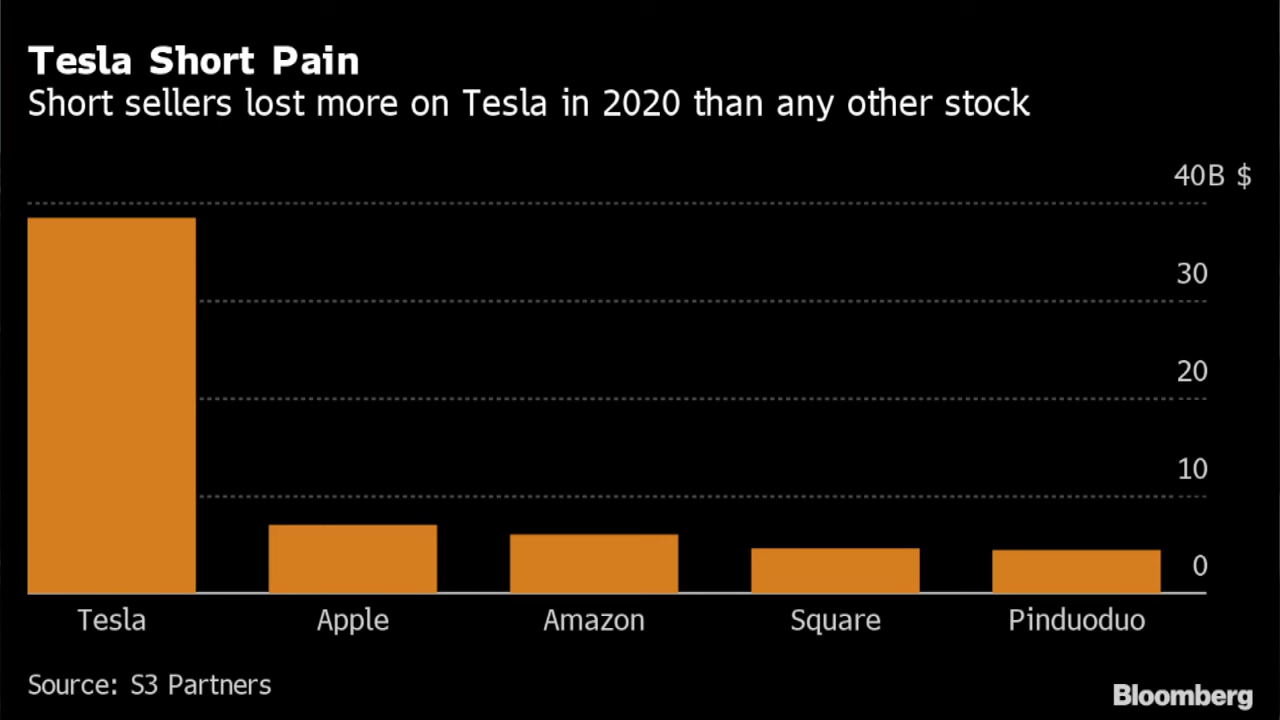 Tesla Short Pain
Short sellers lost more on Tesla in 2020 than any other stock
40B $
30
20
10
0
Tesla Apple Amazon Square Pinduoduo
Source: S3 Partners
Bloomberg